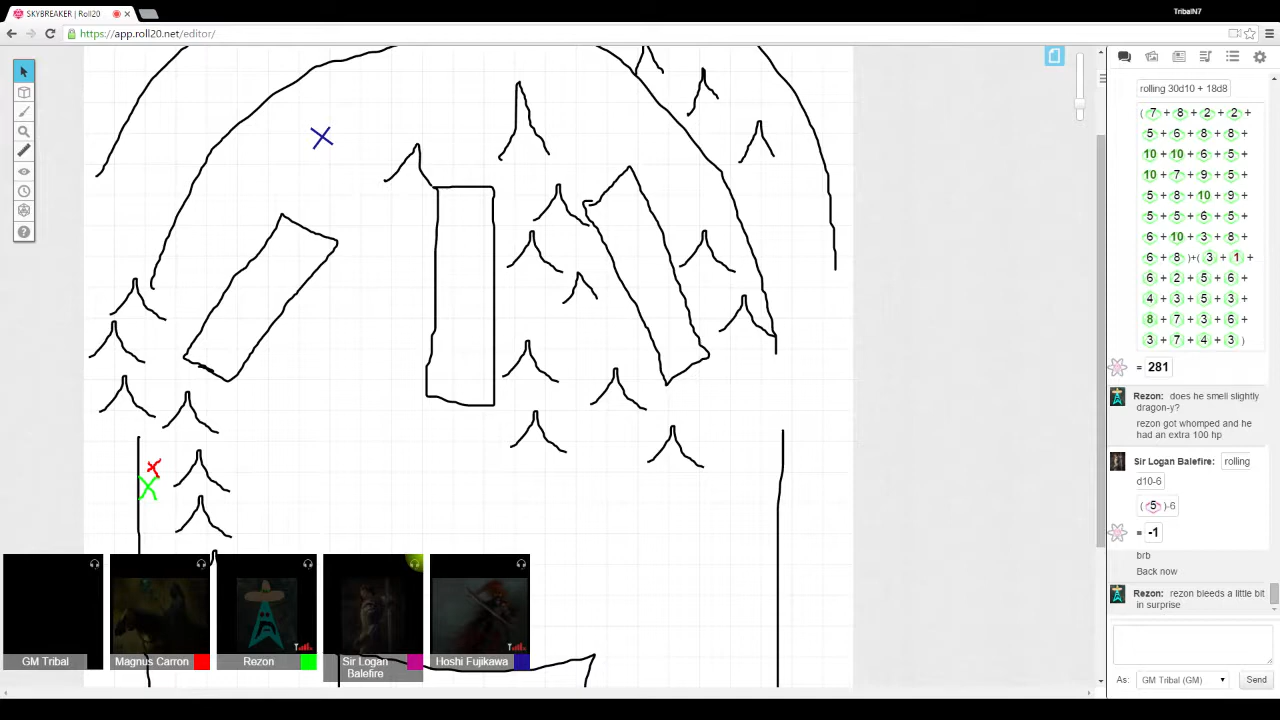 SKYBREAKER | Roll20
TribalN7
https://app.roll20.net/editor/
rolling 30d10 + 18d8
( 7 + 8 + 2 + 2 +
5 + 6 + 8 + 8 +
10 + 10 + 6 + 5 +
10 + 7 + 9 + 5 +
5 + 8 + 10 + 9 +
5 + 5 + 6 + 5 +
6 + 10 + 3 + 8 +
6 + 8 )+( 3 + 1 +
6 + 2 + 5 + 6 +
4 + 3 + 5 + 3 +
8 + 7 + 3 + 6 +
3 + 7 + 4 + 3 )
= 281
Rezon: does he smell slightly
dragon-y?
rezon got whomped and he
had an extra 100 hp
Sir Logan Balefire: rolling
d10-6
( 5 )-6
= -1
brb
Back now
Rezon: rezon bleeds a little bit
in surprise
As: GM Tribal (GM)
Send
GM Tribal
Magnus Carron
Rezon
Sir Logan
Balefire
Hoshi Fujikawa